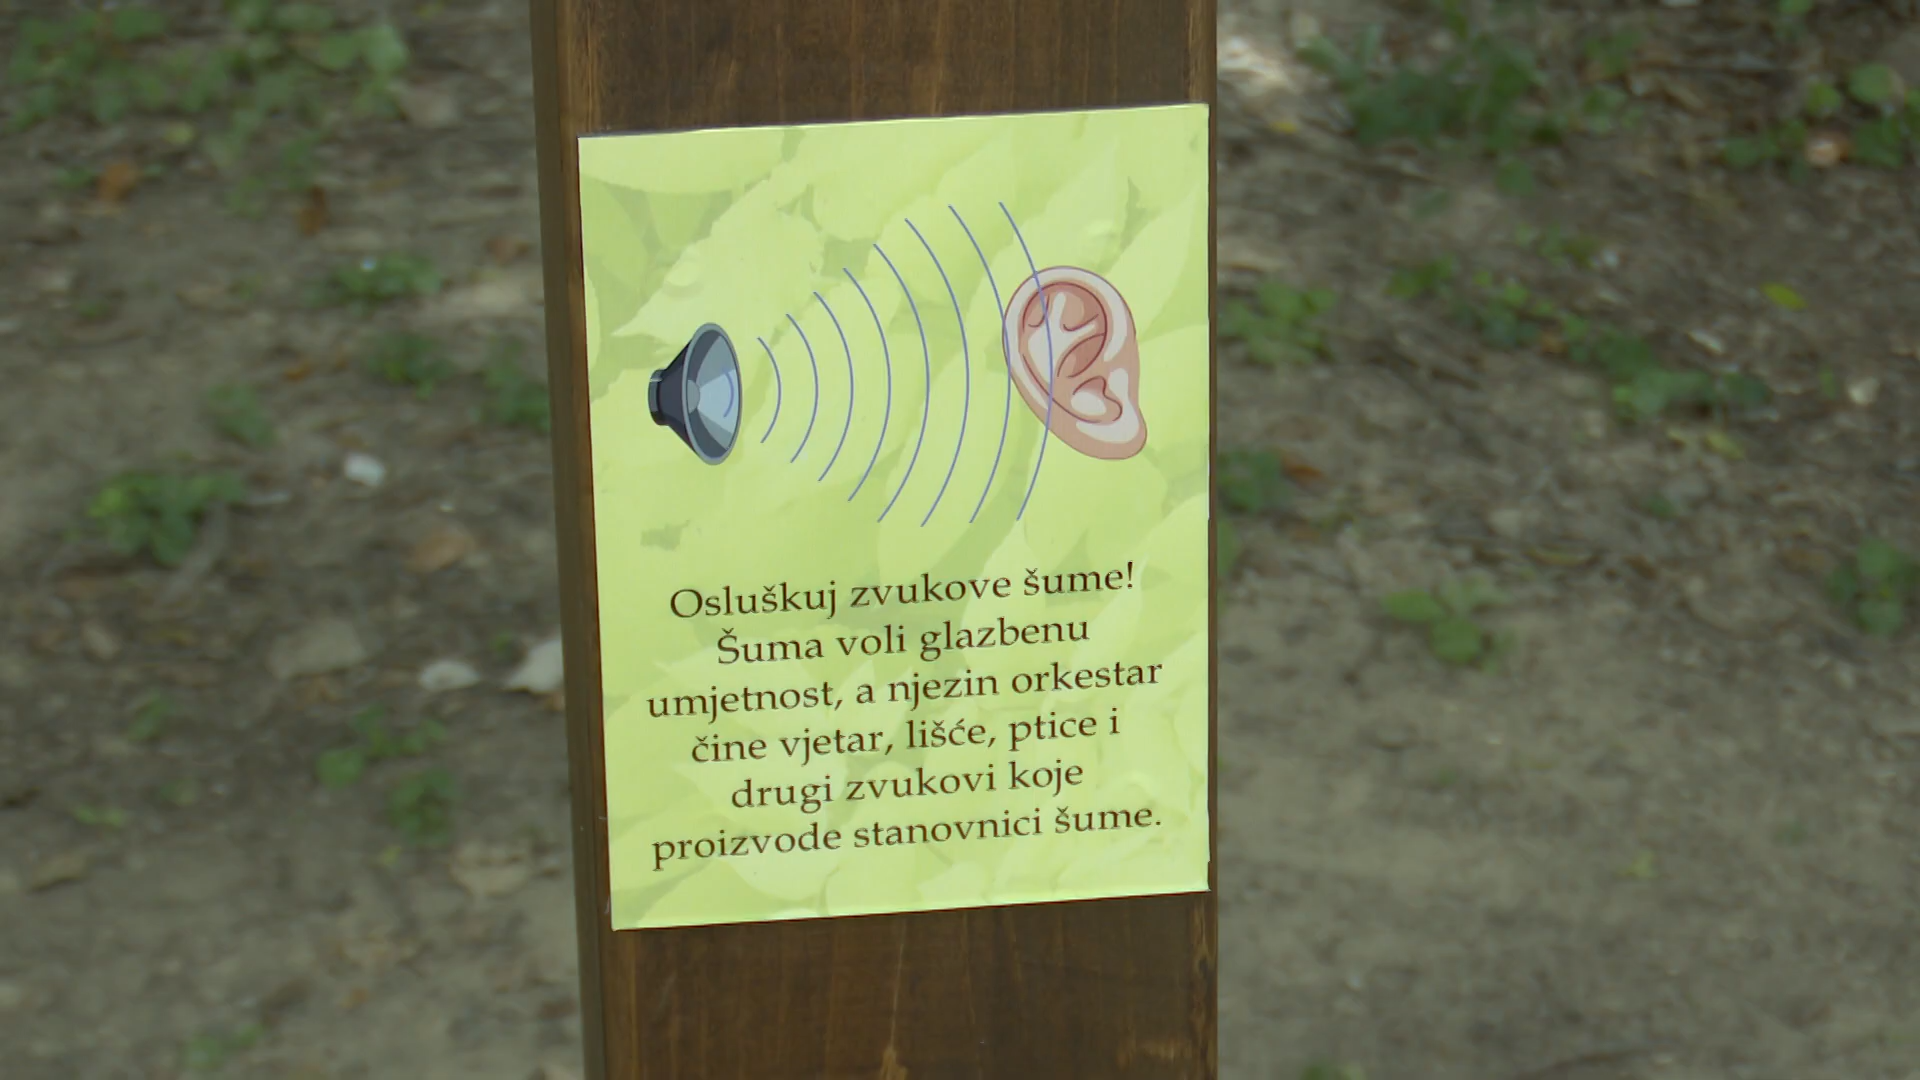 Osluškuj zvukove šume!
Šuma voli glazbenu
umjetnost, a njezin orkestar
čine vjetar, lišće, ptice i
drugi zvukovi koje
proizvode stanovnici šume.